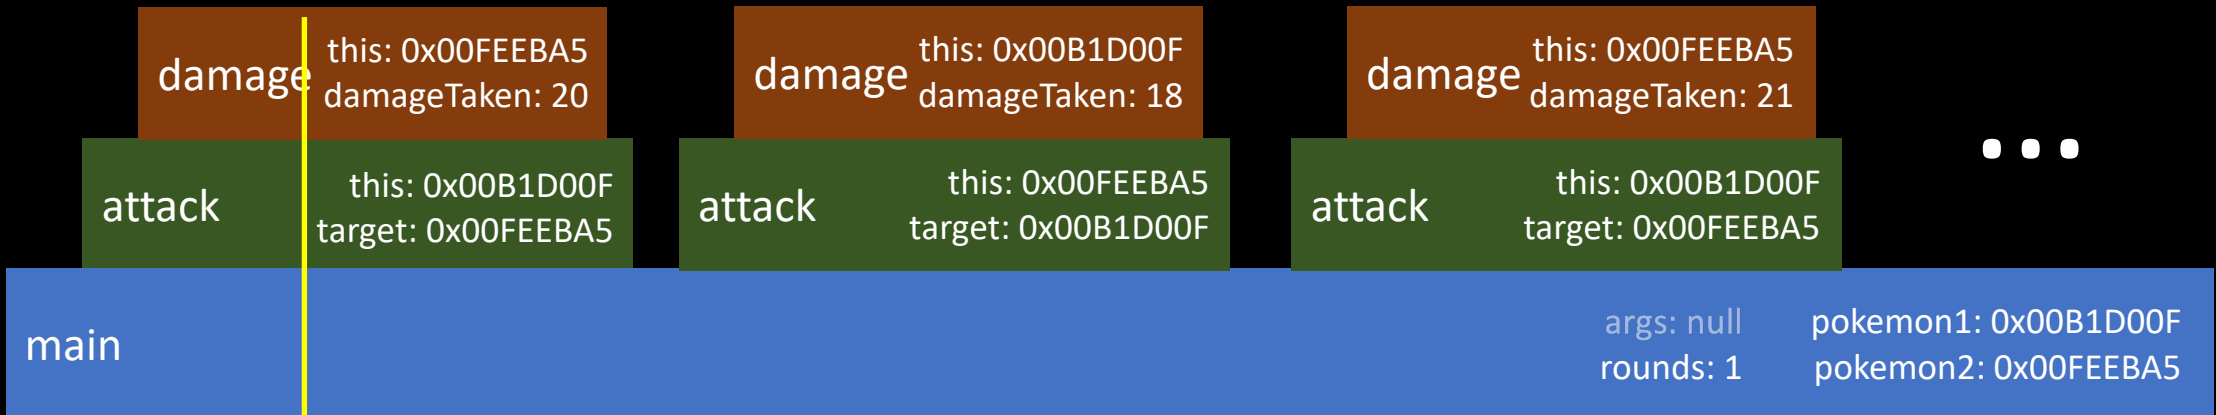 damage
this: 0x00FEEBA5
damageTaken: 20
attack
this: 0x00B1D00F
target: 0x00FEEBA5
damage
this: 0x00B1D00F
damageTaken: 18
attack
this: 0x00FEEBA5
target: 0x00B1D00F
damage
this: 0x00FEEBA5
damageTaken: 21
attack
this: 0x00B1D00F
target: 0x00FEEBA5
...
main
args: null
rounds: 1
pokemon1: 0x00B1D00F
pokemon2: 0x00FEEBA5